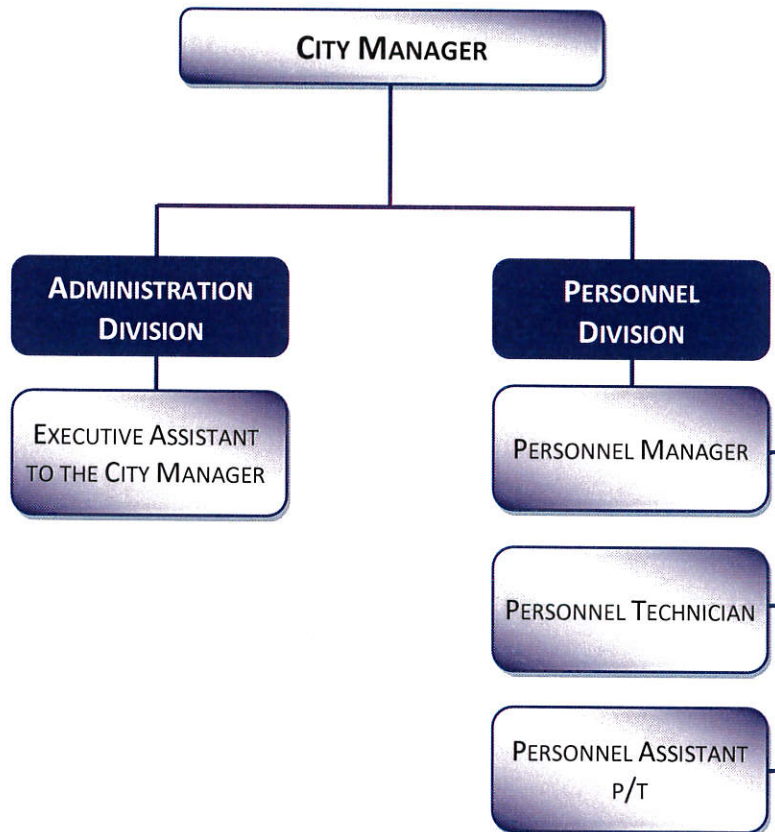 CITY MANAGER
ADMINISTRATION
DIVISION
EXECUTIVE ASSISTANT
TO THE CITY MANAGER
PERSONNEL
DIVISION
PERSONNEL MANAGER
PERSONNEL TECHNICIAN
PERSONNEL ASSISTANT
P/T